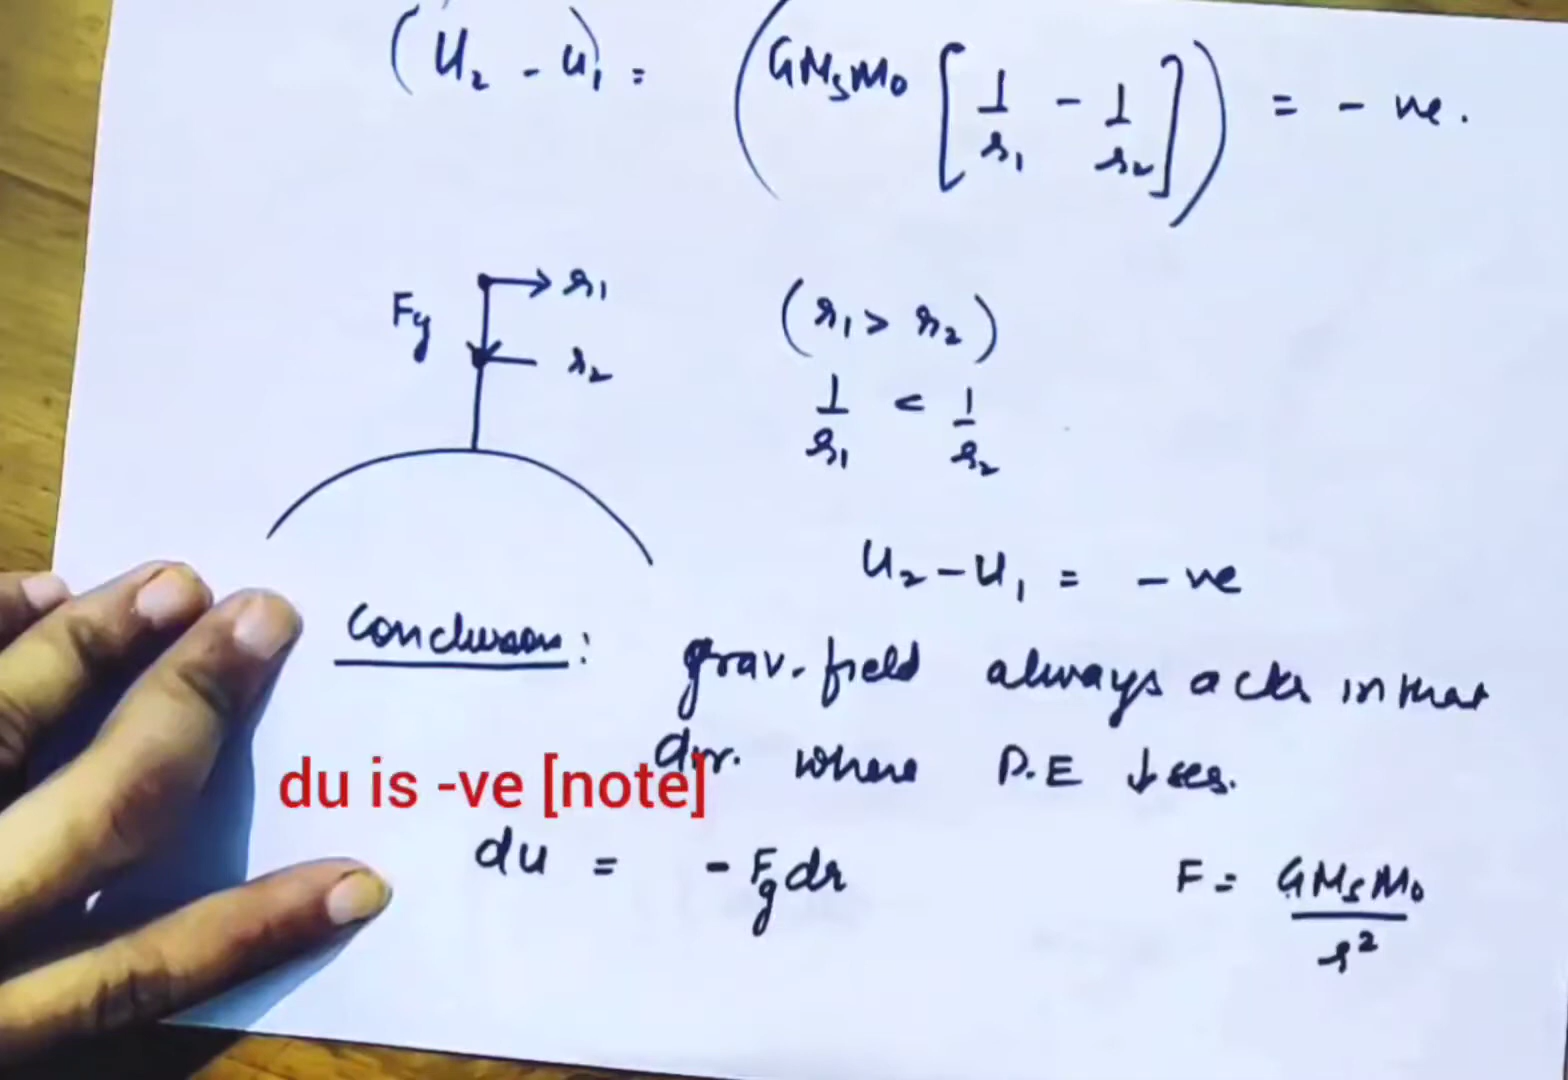 (U₂ - U₁) = (GMₛM₀ [1/r₁ - 1/r₂]) = - ve.
Fg
r₁
r₂
(r₁ > r₂)
1/r₁ < 1/r₂
U₂ - U₁ = - ve
Conclusion: grav. field always acts in that
dir. where P.E ↓ses.
du is -ve [note]
du = - Fg dr
F = GMₛM₀/r²